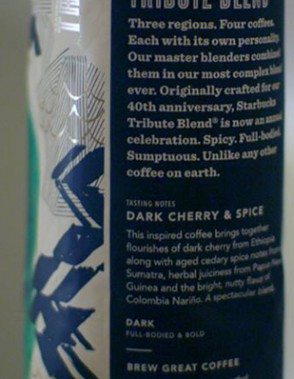 TRIBUTE BLEND
Three regions. Four coffees.
Each with its own personality.
Our master blenders combined
them in our most complex blend
ever. Originally crafted for our
40th anniversary, Starbucks
Tribute Blend® is now an annual
celebration. Spicy. Full-bodied.
Sumptuous. Unlike any other
coffee on earth.
TASTING NOTES
DARK CHERRY & SPICE
This inspired coffee brings together
flourishes of dark cherry from Ethiopia
along with aged cedary spice notes from
Sumatra, herbal juiciness from Papua New
Guinea and the bright, nutty flavor of
Colombia Nariño. A spectacular blend.
DARK
FULL-BODIED & BOLD
BREW GREAT COFFEE